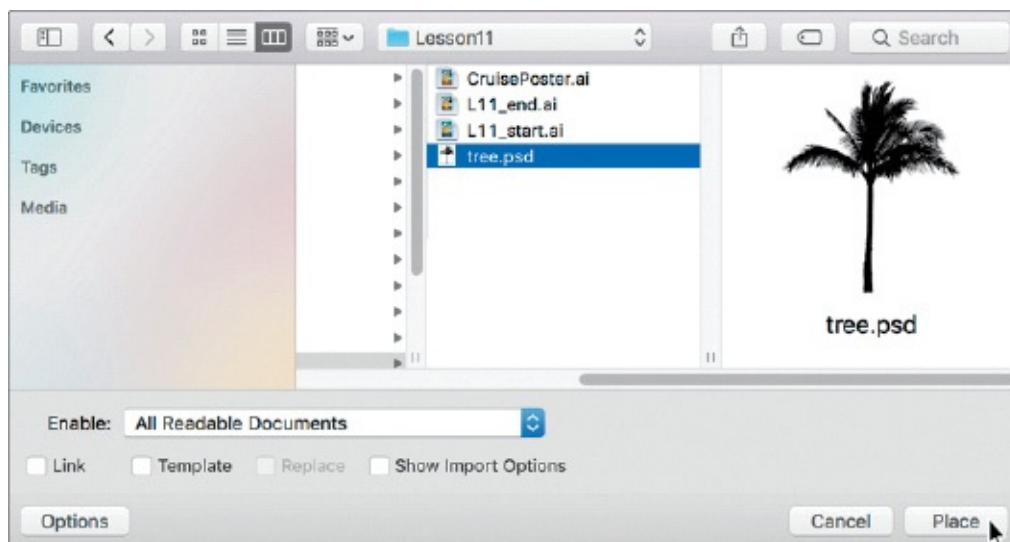 Lesson11
Search
Favorites
Devices
Tags
Media
CruisePoster.ai
L11_end.ai
L11_start.ai
tree.psd
tree.psd
Enable: All Readable Documents
Link Template Replace Show Import Options
Options Cancel Place